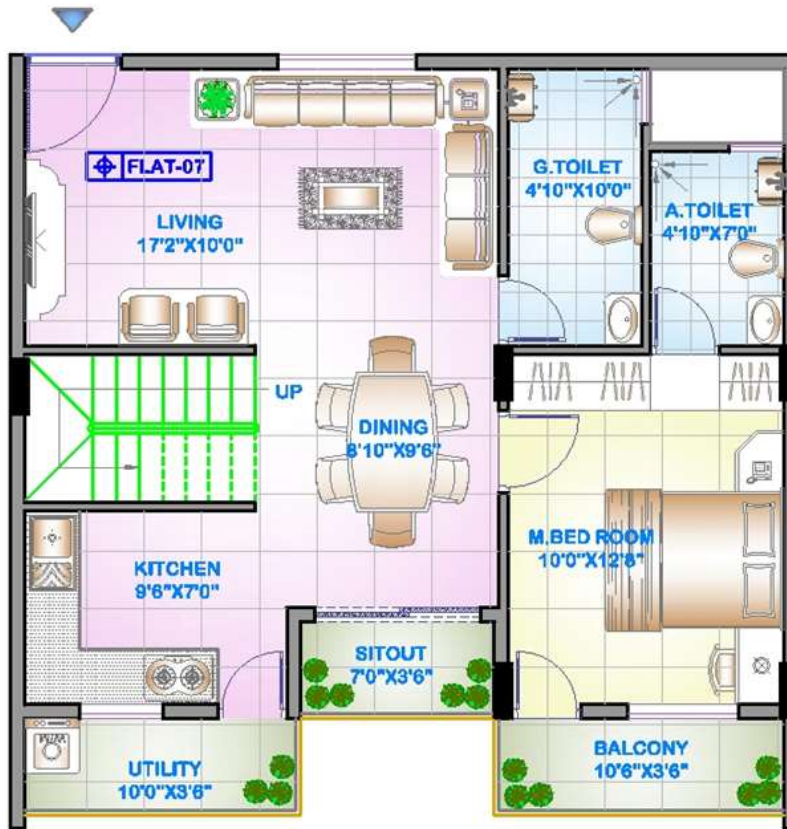 FLAT-07
LIVING
17'2"X10'0"
G.TOILET
4'10"X10'0"
A.TOILET
4'10"X7'0"
UP
DINING
8'10"X9'6"
M.BED ROOM
10'0"X12'8"
KITCHEN
9'6"X7'0"
SITOUT
7'0"X3'6"
UTILITY
10'0"X3'6"
BALCONY
10'6"X3'6"